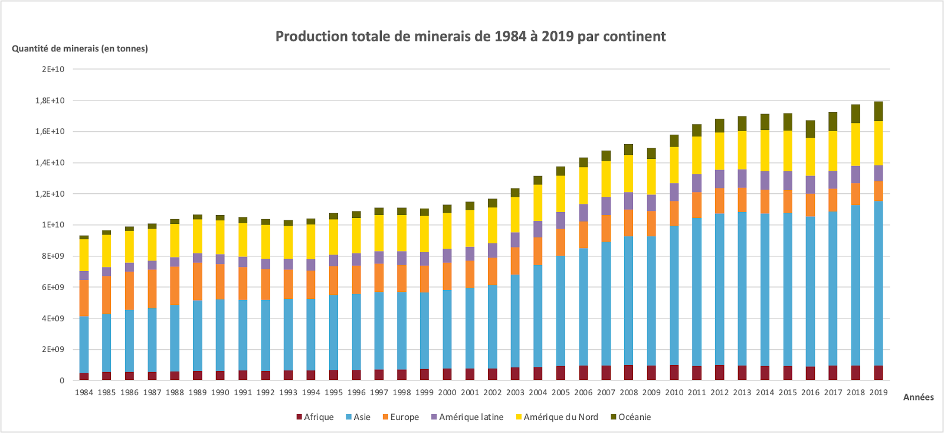 Production totale de minerais de 1984 à 2019 par continent
Quantité de minerais (en tonnes)
2E+10
1,8E+10
1,6E+10
1,4E+10
1,2E+10
1E+10
8E+09
6E+09
4E+09
2E+09
0
1984 1985 1986 1987 1988 1989 1990 1991 1992 1993 1994 1995 1996 1997 1998 1999 2000 2001 2002 2003 2004 2005 2006 2007 2008 2009 2010 2011 2012 2013 2014 2015 2016 2017 2018 2019
Années
Afrique Asie Europe Amérique latine Amérique du Nord Océanie